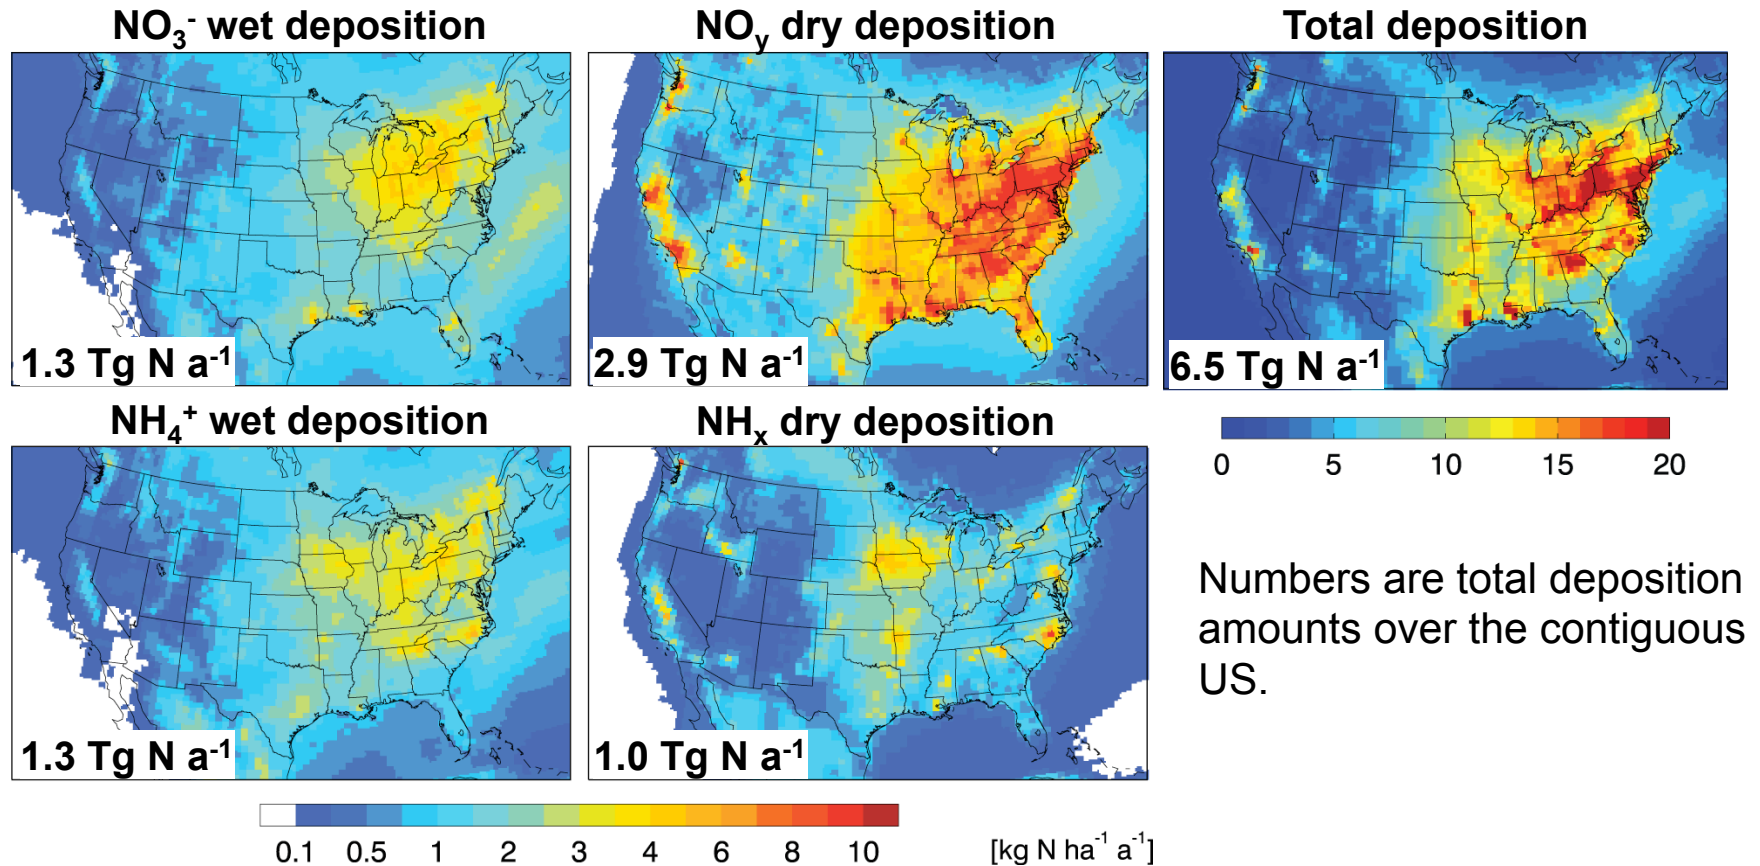 NO₃⁻ wet deposition
NOy dry deposition
Total deposition
1.3 Tg N a⁻¹
2.9 Tg N a⁻¹
6.5 Tg N a⁻¹
0 5 10 15 20
NH₄⁺ wet deposition
NHₓ dry deposition
1.3 Tg N a⁻¹
1.0 Tg N a⁻¹
Numbers are total deposition
amounts over the contiguous
US.
0.1 0.5 1 2 3 4 6 8 10 [kg N ha⁻¹ a⁻¹]